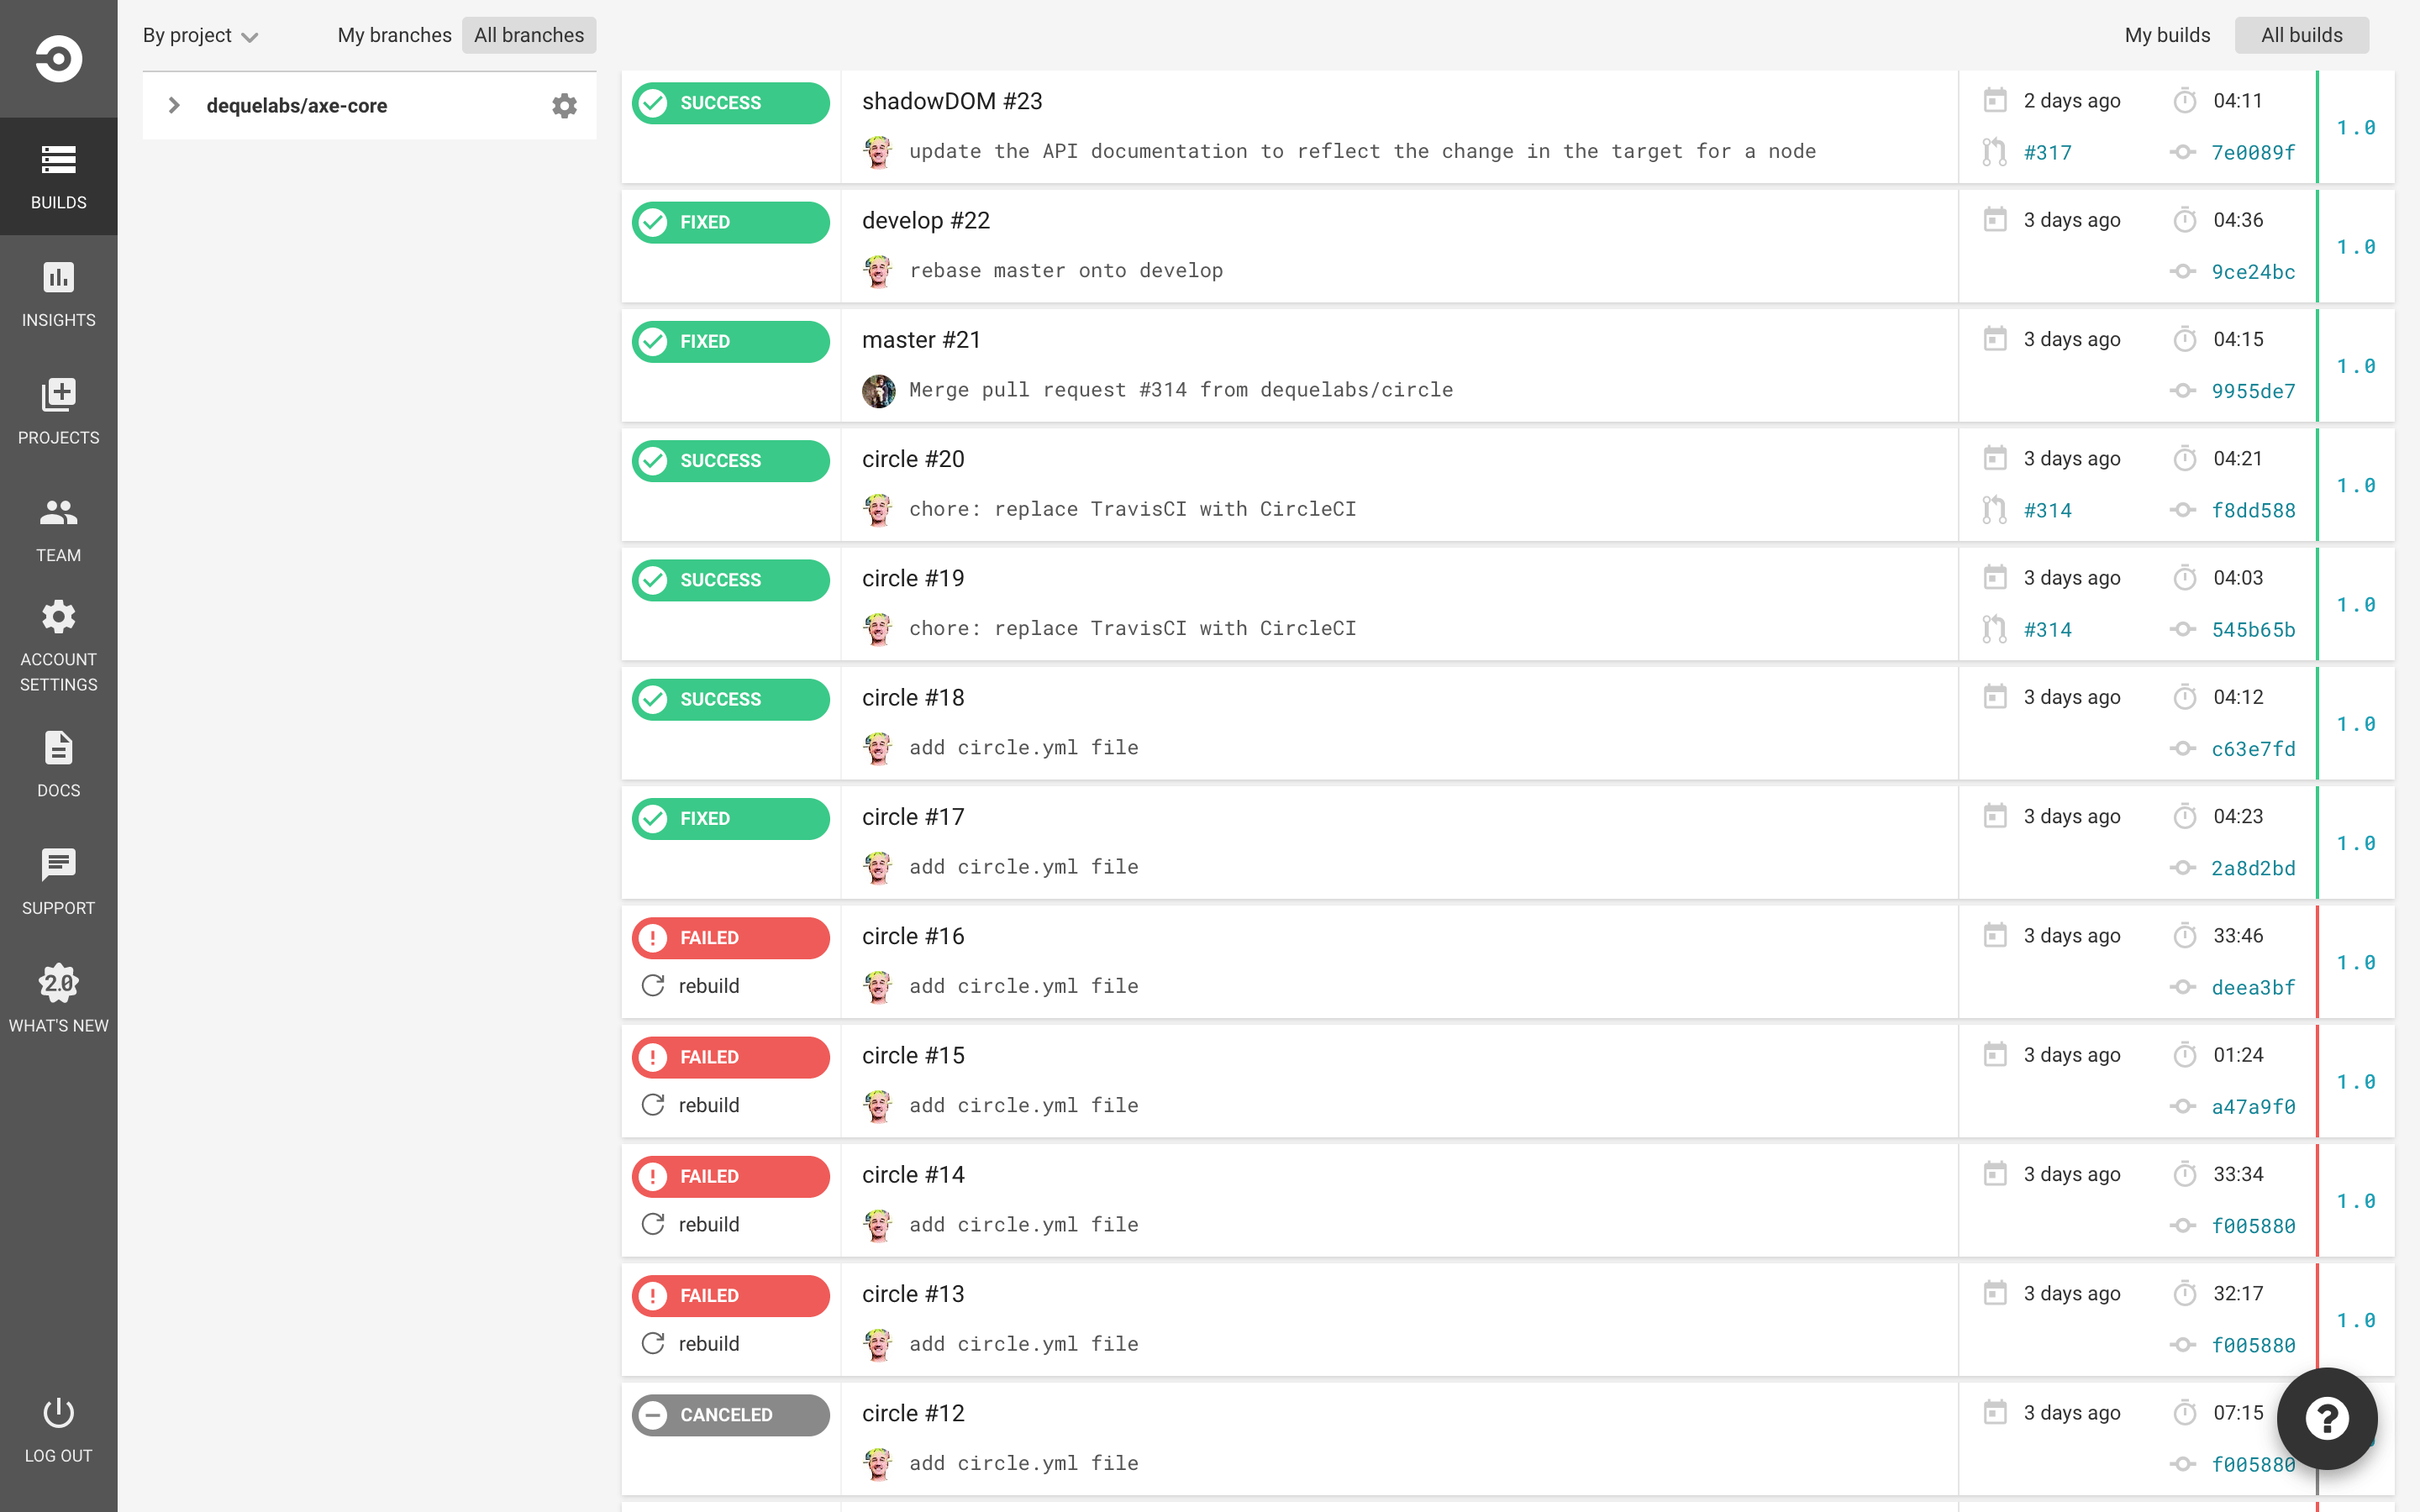 By project
My branches
All branches
My builds
All builds
BUILDS
INSIGHTS
PROJECTS
TEAM
ACCOUNT
SETTINGS
DOCS
SUPPORT
2.0
WHAT'S NEW
LOG OUT
dequelabs/axe-core
SUCCESS
shadowDOM #23
update the API documentation to reflect the change in the target for a node
2 days ago
04:11
#317
7e0089f
1.0
FIXED
develop #22
rebase master onto develop
3 days ago
04:36
9ce24bc
1.0
FIXED
master #21
Merge pull request #314 from dequelabs/circle
3 days ago
04:15
9955de7
1.0
SUCCESS
circle #20
chore: replace TravisCI with CircleCI
3 days ago
04:21
#314
f8dd588
1.0
SUCCESS
circle #19
chore: replace TravisCI with CircleCI
3 days ago
04:03
#314
545b65b
1.0
SUCCESS
circle #18
add circle.yml file
3 days ago
04:12
c63e7fd
1.0
FIXED
circle #17
add circle.yml file
3 days ago
04:23
2a8d2bd
1.0
FAILED
rebuild
circle #16
add circle.yml file
3 days ago
33:46
deea3bf
1.0
FAILED
rebuild
circle #15
add circle.yml file
3 days ago
01:24
a47a9f0
1.0
FAILED
rebuild
circle #14
add circle.yml file
3 days ago
33:34
f005880
1.0
FAILED
rebuild
circle #13
add circle.yml file
3 days ago
32:17
f005880
1.0
CANCELED
circle #12
add circle.yml file
3 days ago
07:15
f005880
?